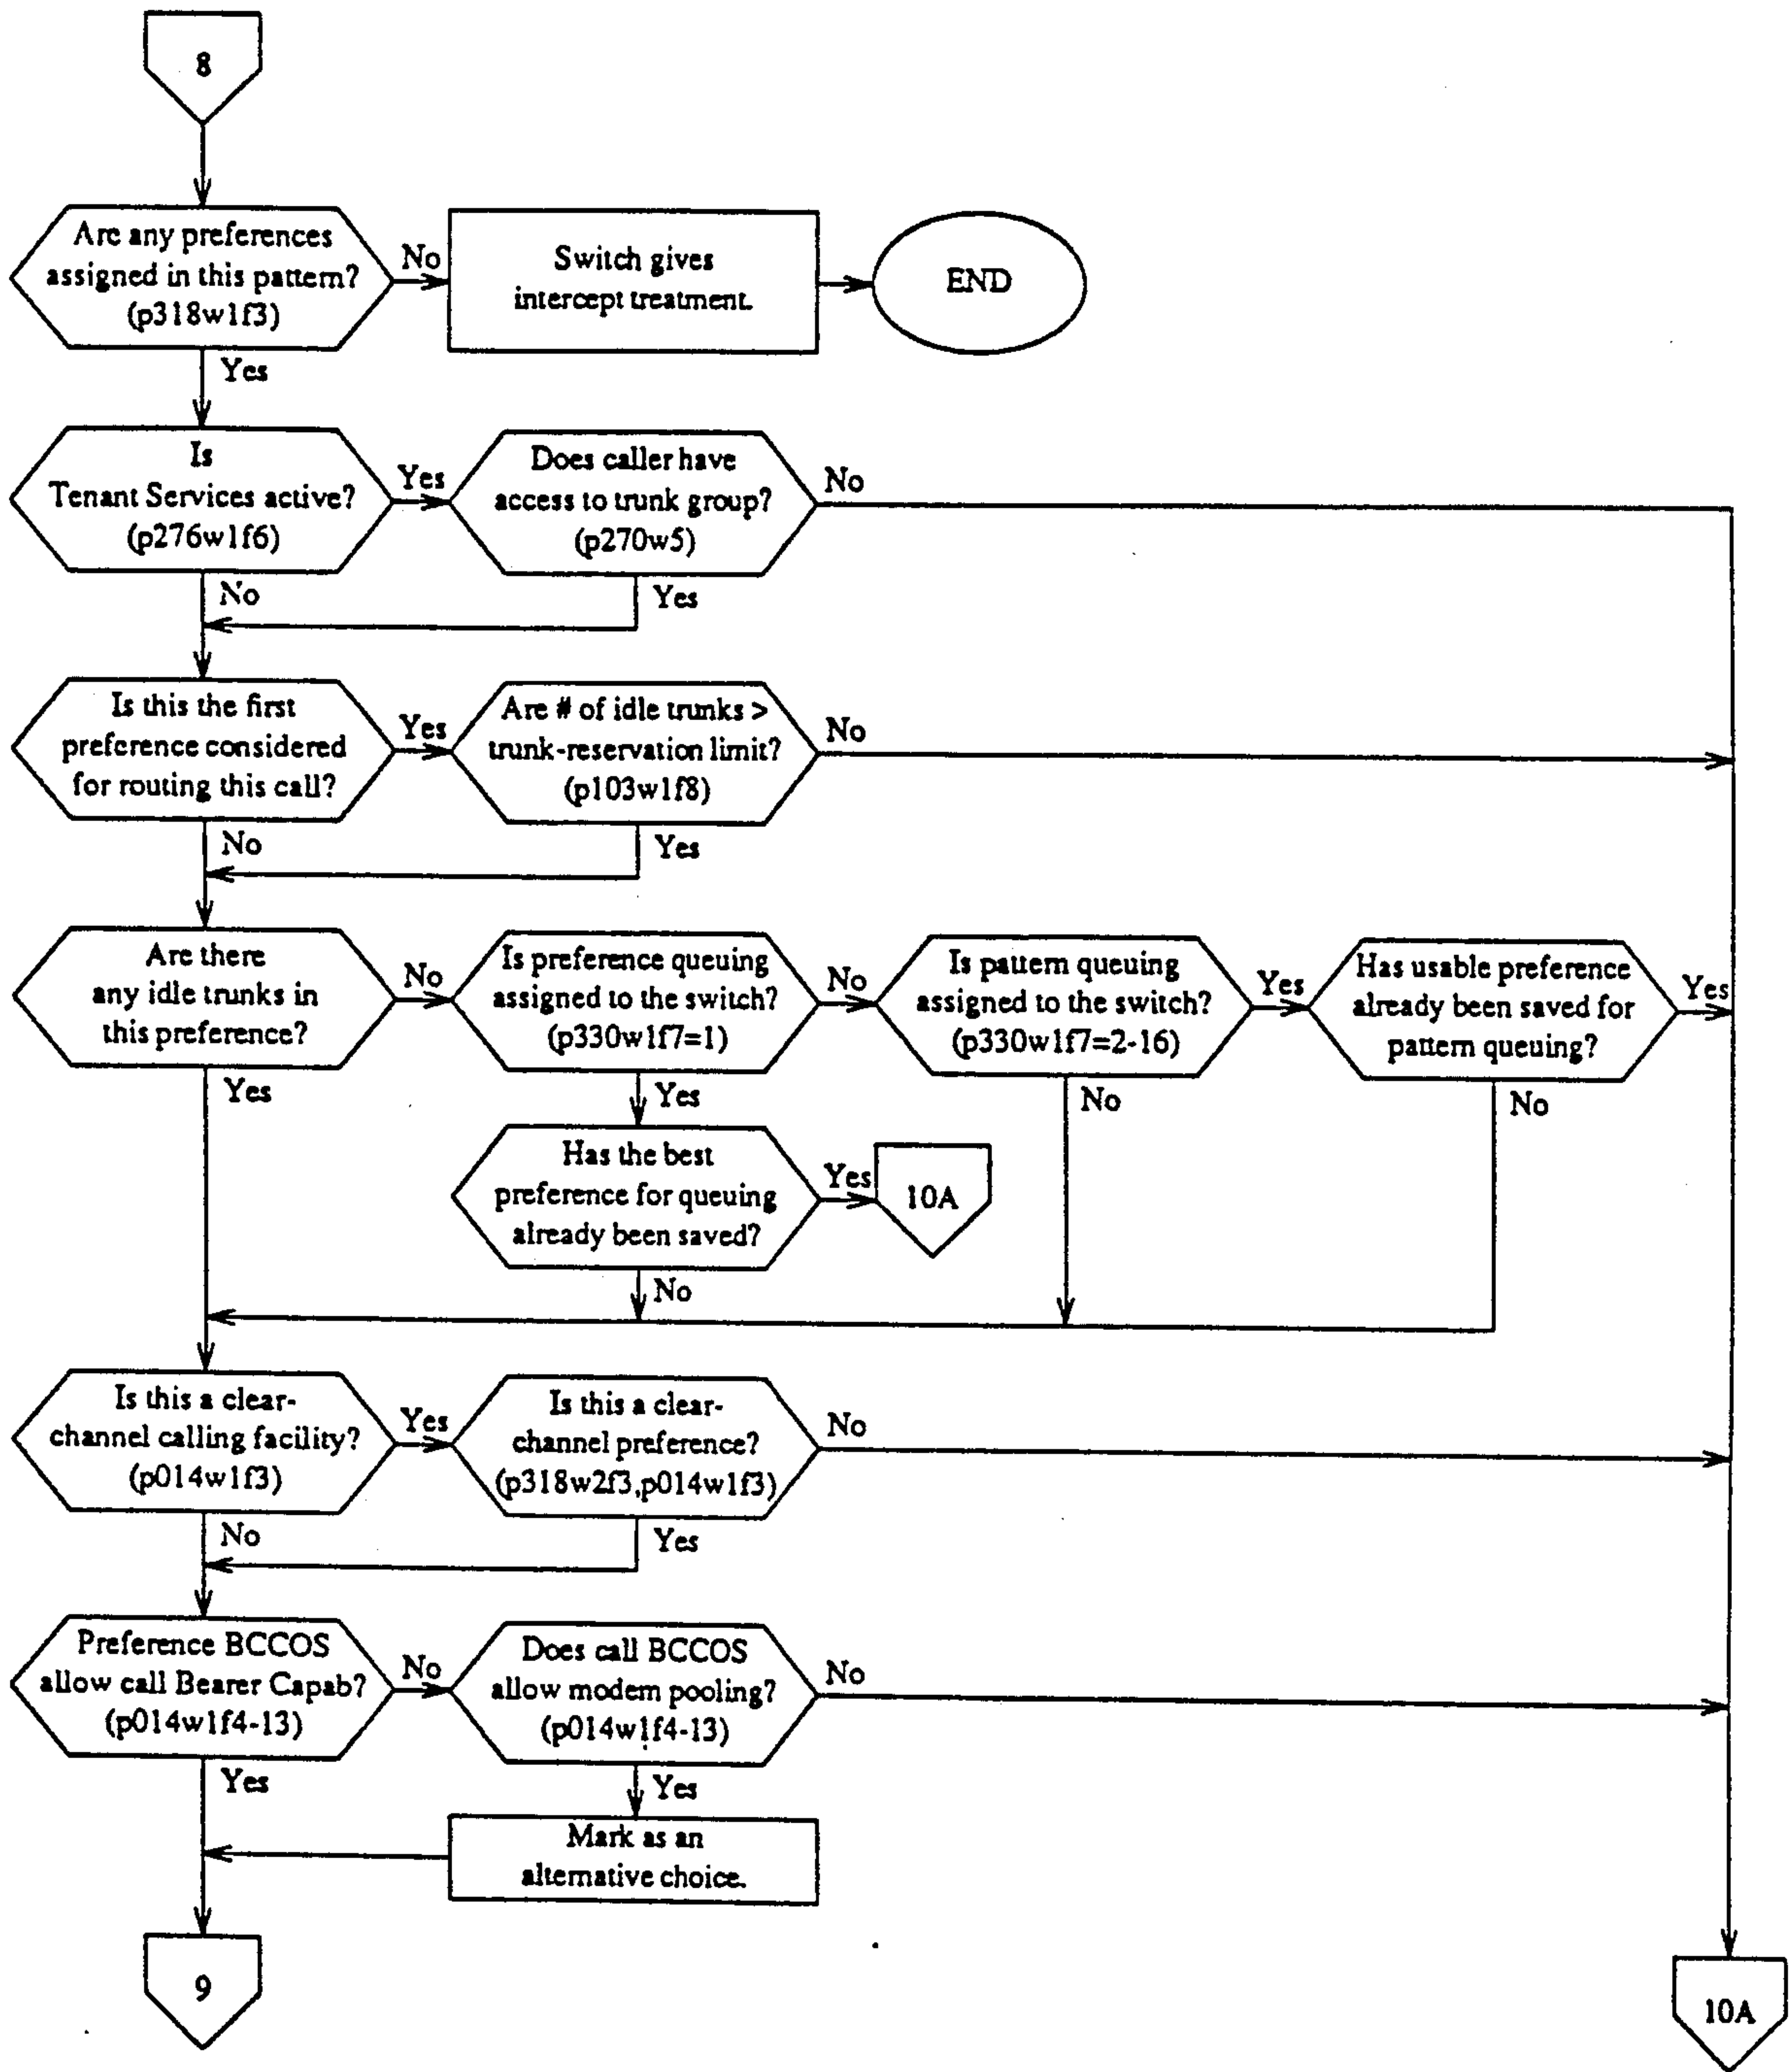 8
Are any preferences
assigned in this pattern?
(p318w1f3)
No
Switch gives
intercept treatment.
END
Yes
Is
Tenant Services active?
(p276w1f6)
Yes
Does caller have
access to trunk group?
(p270w5)
No
No
Yes
Is this the first
preference considered
for routing this call?
Yes
Are # of idle trunks >
trunk-reservation limit?
(p103w1f8)
No
No
Yes
Are there
any idle trunks in
this preference?
No
Is preference queuing
assigned to the switch?
(p330w1f7=1)
No
Is pattern queuing
assigned to the switch?
(p330w1f7=2-16)
Yes
Has usable preference
already been saved for
pattern queuing?
Yes
Yes
Yes
No
No
Has the best
preference for queuing
already been saved?
Yes
10A
No
Is this a clear-
channel calling facility?
(p014w1f3)
Yes
Is this a clear-
channel preference?
(p318w2f3,p014w1f3)
No
No
Yes
Preference BCCOS
allow call Bearer Capab?
(p014w1f4-13)
No
Does call BCCOS
allow modem pooling?
(p014w1f4-13)
No
Yes
Yes
Mark as an
alternative choice.
9
10A